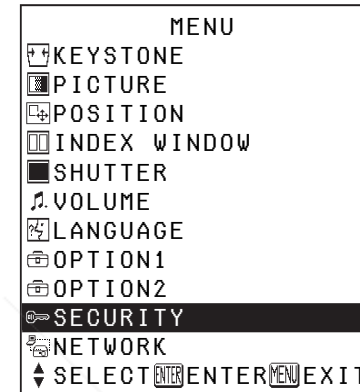 MENU
KEYSTONE
PICTURE
POSITION
INDEX WINDOW
SHUTTER
VOLUME
LANGUAGE
OPTION1
OPTION2
SECURITY
NETWORK
SELECT ENTER ENTER MENU EXIT